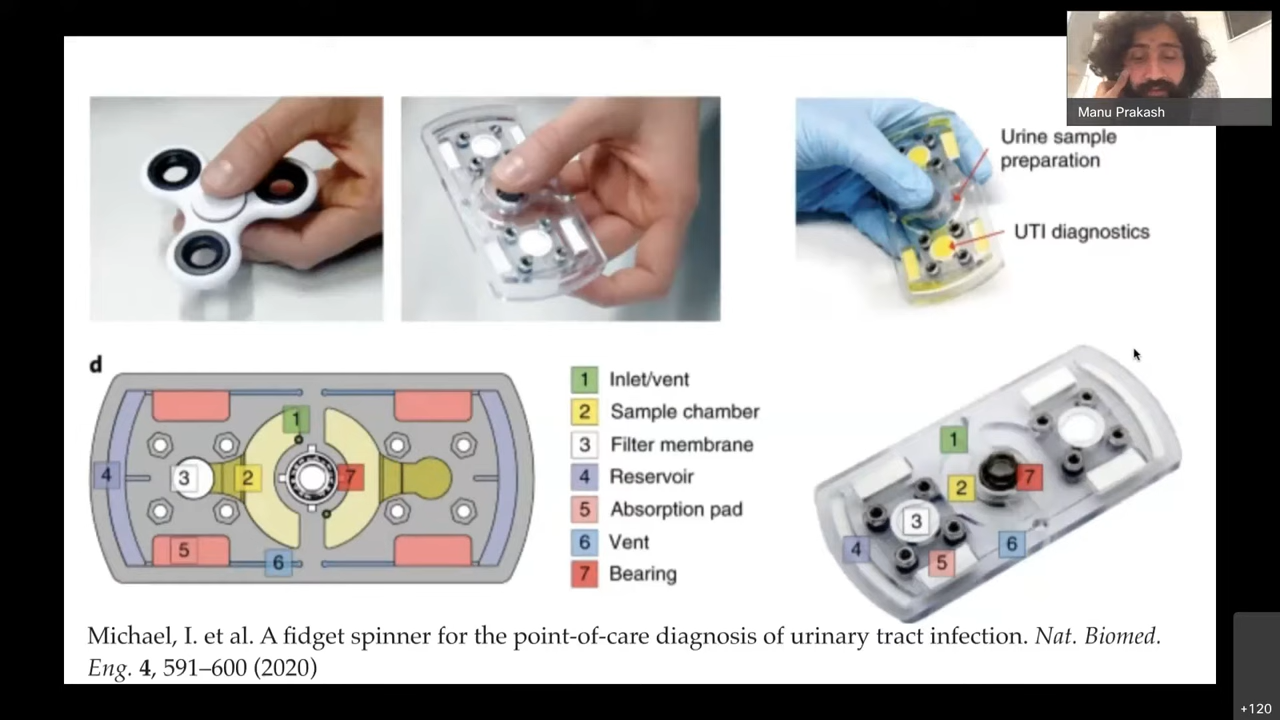 Manu Prakash
Urine sample
preparation
UTI diagnostics
d
1 Inlet/vent
2 Sample chamber
3 Filter membrane
4 Reservoir
5 Absorption pad
6 Vent
7 Bearing
1
4
3
2
7
5
6
1
2
7
3
4
5
6
Michael, I. et al. A fidget spinner for the point-of-care diagnosis of urinary tract infection. Nat. Biomed.
Eng. 4, 591–600 (2020)
+120